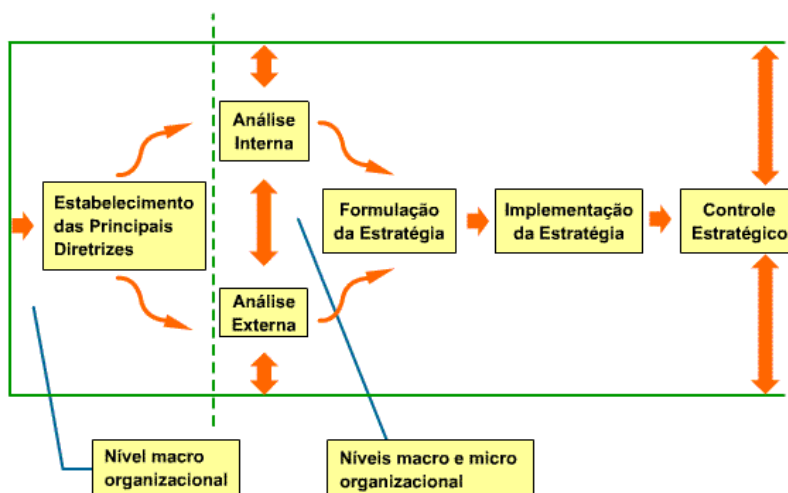 Estabelecimento
das Principais
Diretrizes
Análise
Interna
Análise
Externa
Formulação
da Estratégia
Implementação
da Estratégia
Controle
Estratégico
Nível macro
organizacional
Níveis macro e micro
organizacional